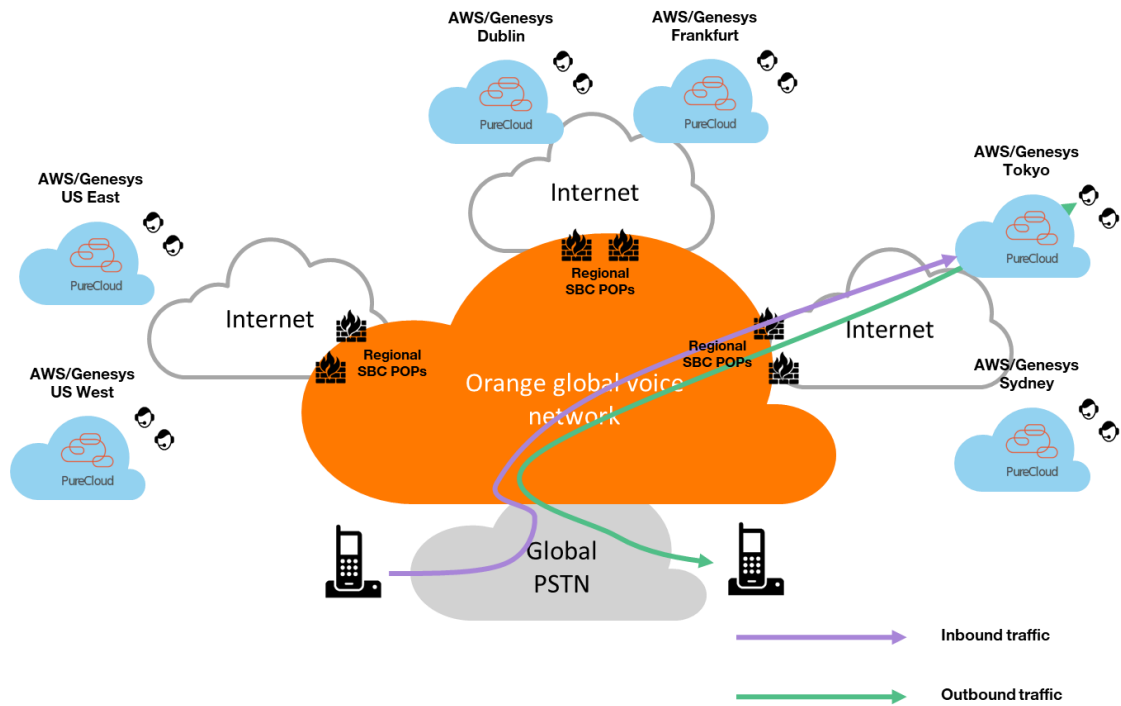 AWS/Genesys
Dublin
AWS/Genesys
Frankfurt
PureCloud
PureCloud
AWS/Genesys
Tokyo
AWS/Genesys
US East
Internet
PureCloud
PureCloud
Regional
SBC POPs
Internet
Internet
Regional
SBC POPs
Regional
SBC POPs
AWS/Genesys
US West
AWS/Genesys
Sydney
Orange global voice
network
PureCloud
PureCloud
Global
PSTN
Inbound traffic
Outbound traffic